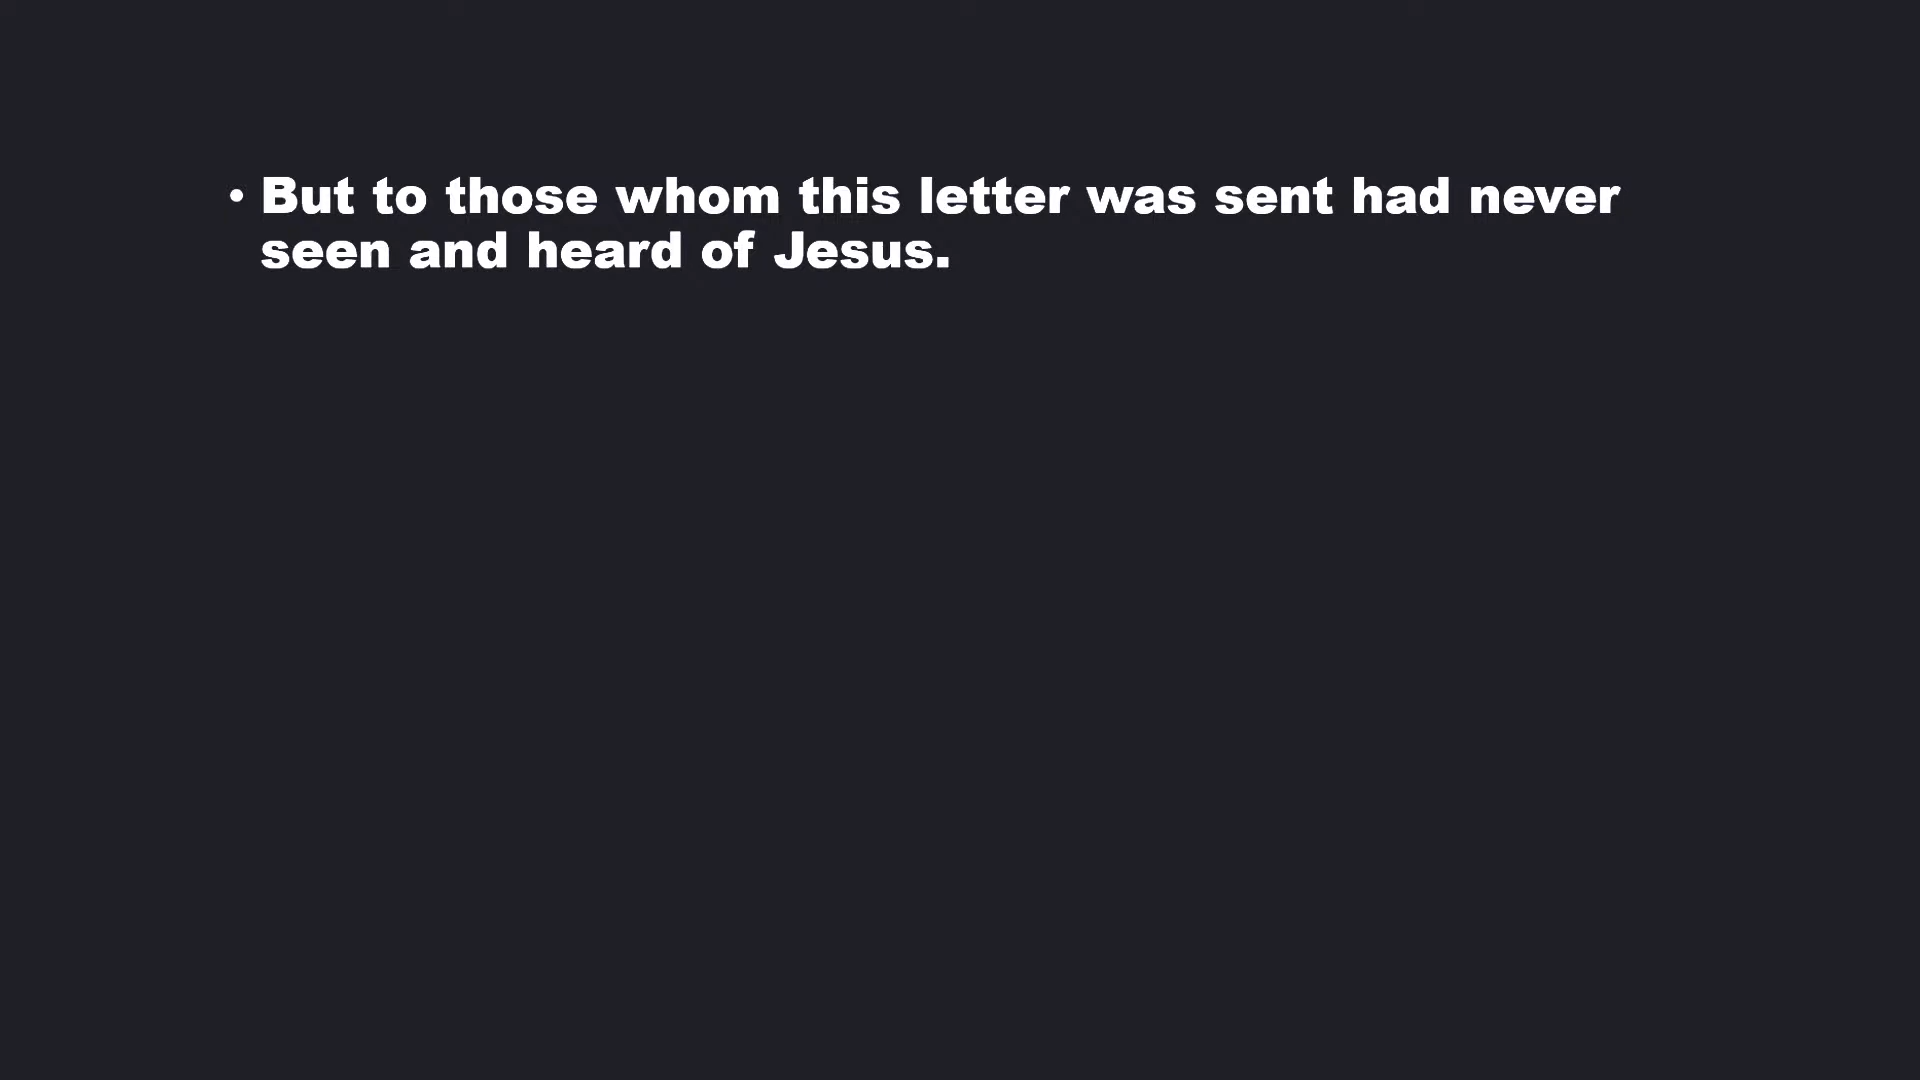 • But to those whom this letter was sent had never
seen and heard of Jesus.